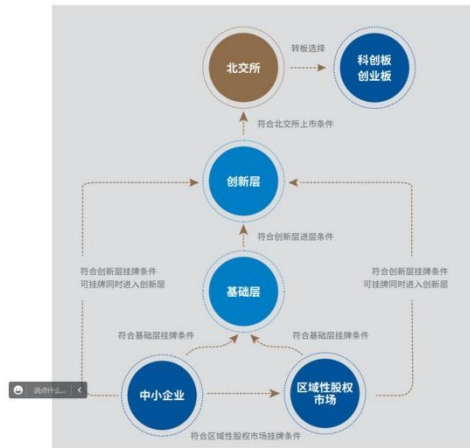 北交所
转板选择
科创板
创业板
符合北交所上市条件
创新层
符合创新层进层条件
符合创新层挂牌条件
可挂牌同时进入创新层
符合创新层挂牌条件
可挂牌同时进入创新层
基础层
符合基础层挂牌条件
符合基础层挂牌条件
说点什么...
中小企业
区域性股权
市场
符合区域性股权市场挂牌条件